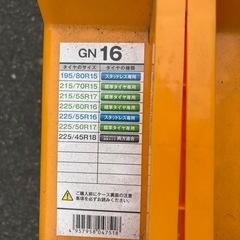 GN 16
タイヤのサイズ タイヤの種類
195/80R15 スタッドレス専用
215/70R15 標準タイヤ専用
215/55R17 標準タイヤ専用
225/60R16 標準タイヤ専用
225/55R16 スタッドレス専用
225/50R17 標準タイヤ専用
225/45R18 両方適合
ご購入前にケース裏面の注意
事項を必ずお読みください。
4957958047518